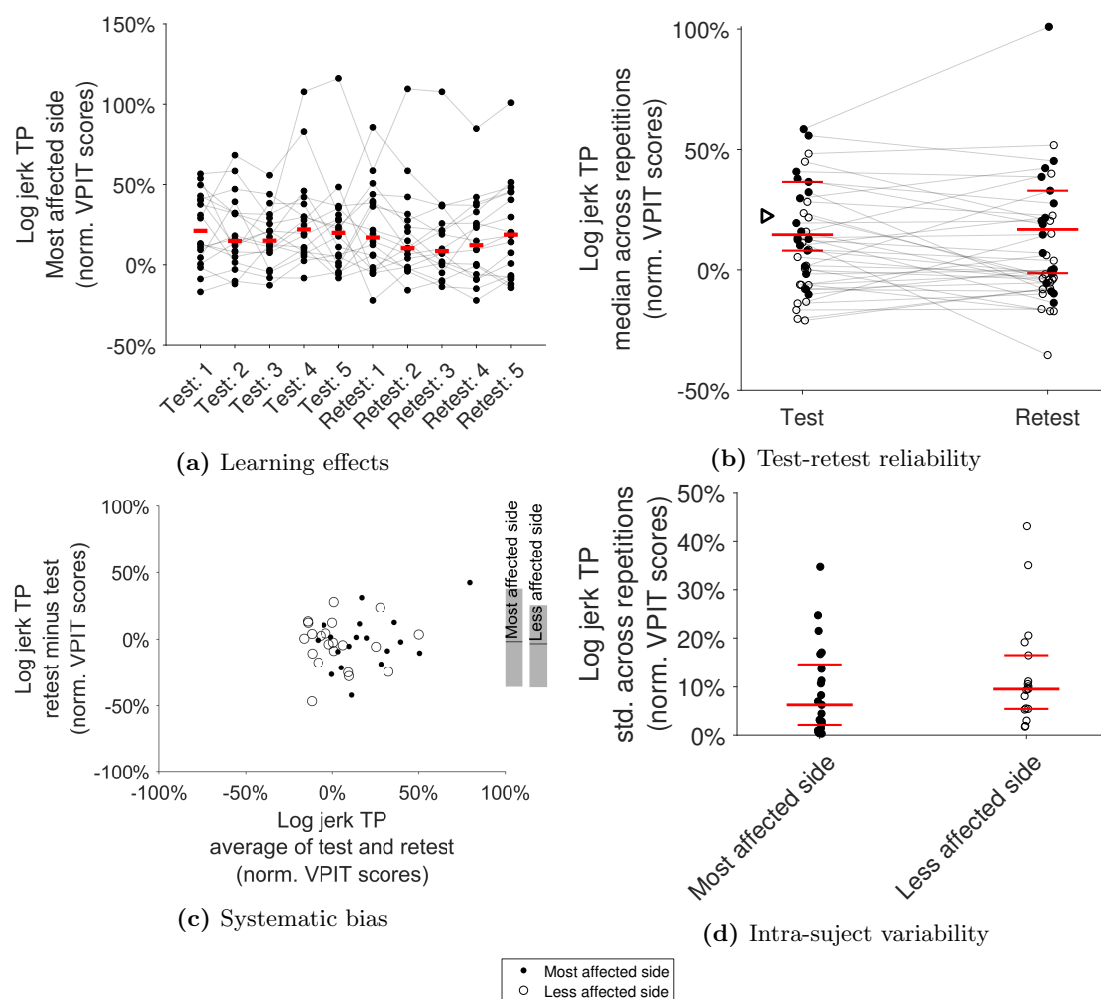 150%
100%
50%
0%
-50%
Log jerk TP
Most affected side
(norm. VPIT scores)
Test: 1
Test: 2
Test: 3
Test: 4
Test: 5
Retest: 1
Retest: 2
Retest: 3
Retest: 4
Retest: 5
(a) Learning effects
100%
50%
0%
-50%
Log jerk TP
median across repetitions
(norm. VPIT scores)
Test
Retest
(b) Test-retest reliability
100%
50%
0%
-50%
-100%
Log jerk TP
retest minus test
(norm. VPIT scores)
-100%
-50%
0%
50%
100%
Log jerk TP
average of test and retest
(norm. VPIT scores)
Most affected side
Less affected side
(c) Systematic bias
50%
40%
30%
20%
10%
0%
Log jerk TP
std. across repetitions
(norm. VPIT scores)
Most affected side
Less affected side
(d) Intra-suject variability
Most affected side
Less affected side